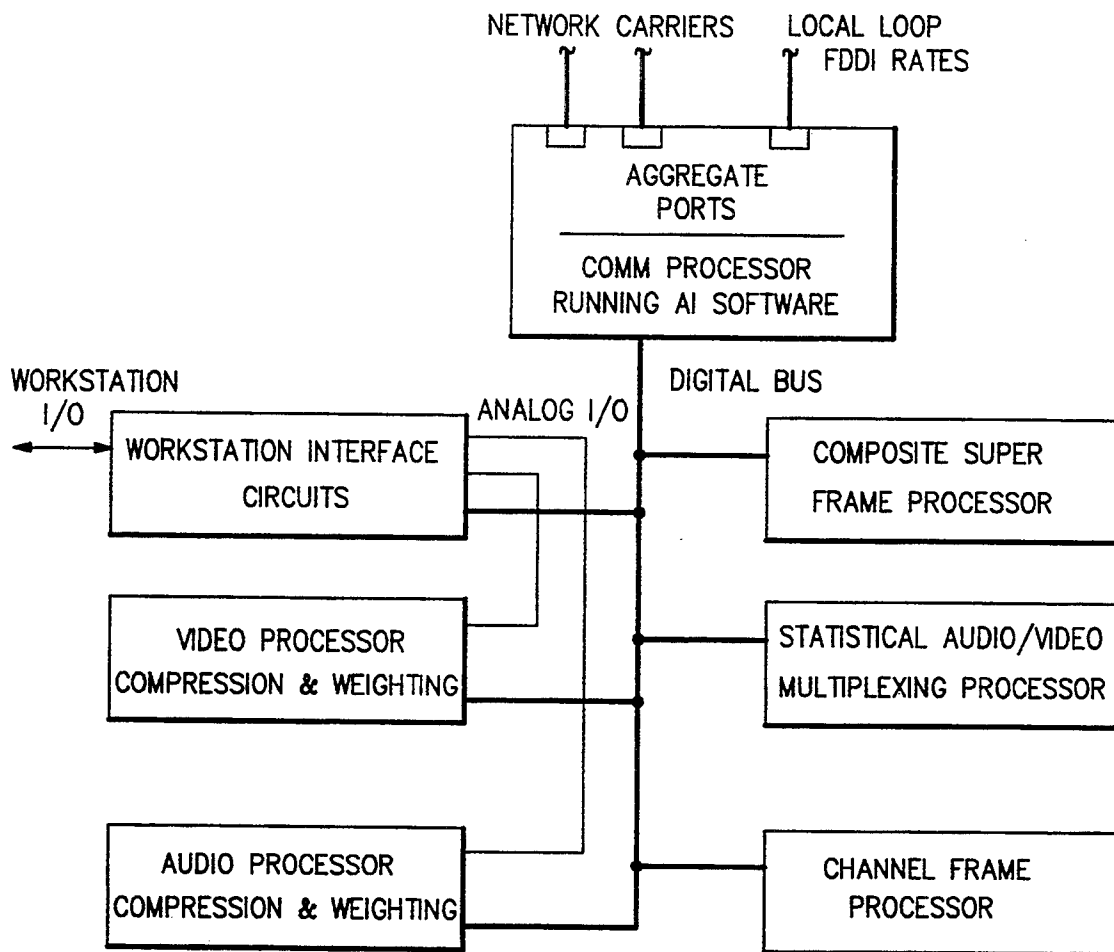 NETWORK CARRIERS
LOCAL LOOP
FDDI RATES
AGGREGATE
PORTS
COMM PROCESSOR
RUNNING AI SOFTWARE
WORKSTATION
I/O
DIGITAL BUS
ANALOG I/O
WORKSTATION INTERFACE
CIRCUITS
COMPOSITE SUPER
FRAME PROCESSOR
VIDEO PROCESSOR
COMPRESSION & WEIGHTING
STATISTICAL AUDIO/VIDEO
MULTIPLEXING PROCESSOR
AUDIO PROCESSOR
COMPRESSION & WEIGHTING
CHANNEL FRAME
PROCESSOR